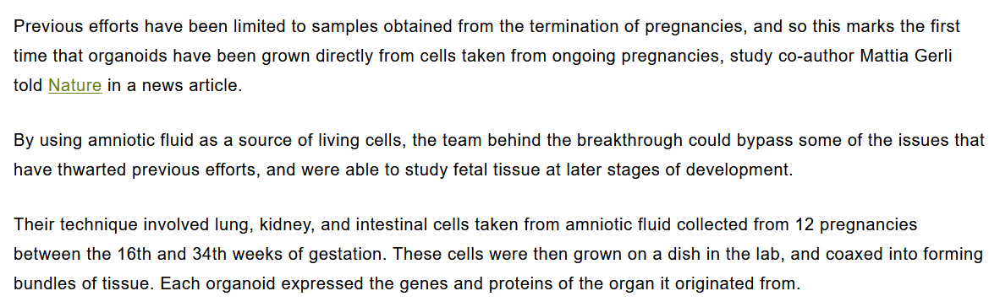 Previous efforts have been limited to samples obtained from the termination of pregnancies, and so this marks the first
time that organoids have been grown directly from cells taken from ongoing pregnancies, study co-author Mattia Gerli
told Nature in a news article.
By using amniotic fluid as a source of living cells, the team behind the breakthrough could bypass some of the issues that
have thwarted previous efforts, and were able to study fetal tissue at later stages of development.
Their technique involved lung, kidney, and intestinal cells taken from amniotic fluid collected from 12 pregnancies
between the 16th and 34th weeks of gestation. These cells were then grown on a dish in the lab, and coaxed into forming
bundles of tissue. Each organoid expressed the genes and proteins of the organ it originated from.